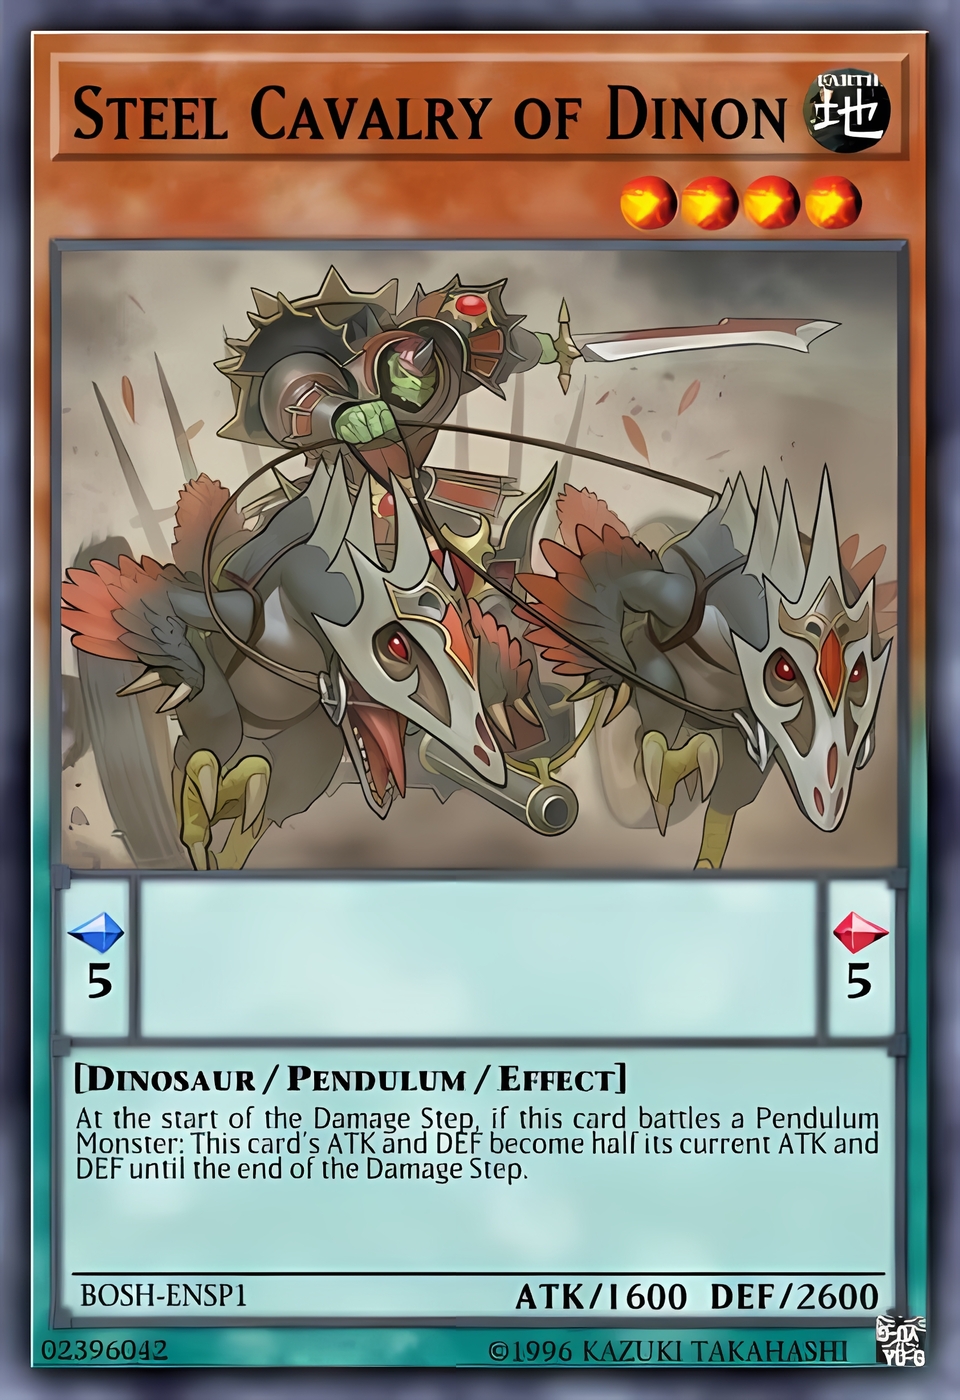 STEEL CAVALRY OF DINON
地
5
5
[DINOSAUR / PENDULUM / EFFECT]
At the start of the Damage Step, if this card battles a Pendulum
Monster: This card's ATK and DEF become half its current ATK and
DEF until the end of the Damage Step.
BOSH-ENSP1
ATK/1600 DEF/2600
02396042
©1996 KAZUKI TAKAHASHI